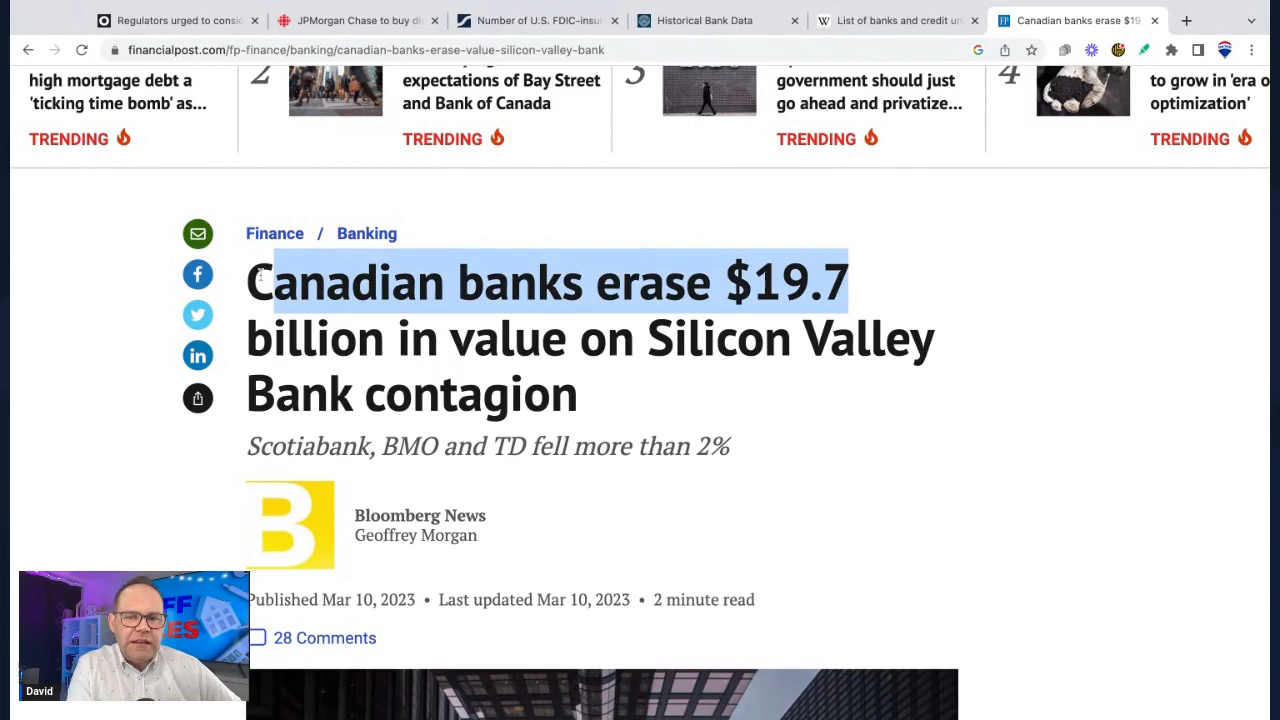 Regulators urged to consid
JPMorgan Chase to buy di
Number of U.S. FDIC-insur
Historical Bank Data
List of banks and credit un
Canadian banks erase $19
financialpost.com/fp-finance/banking/canadian-banks-erase-value-silicon-valley-bank
high mortgage debt a
'ticking time bomb' as...
TRENDING
2
expectations of Bay Street
and Bank of Canada
TRENDING
3
government should just
go ahead and privatize...
TRENDING
4
to grow in 'era o
optimization'
TRENDING
Finance / Banking
Canadian banks erase $19.7
billion in value on Silicon Valley
Bank contagion
Scotiabank, BMO and TD fell more than 2%
B
Bloomberg News
Geoffrey Morgan
Published Mar 10, 2023 • Last updated Mar 10, 2023 • 2 minute read
28 Comments
David